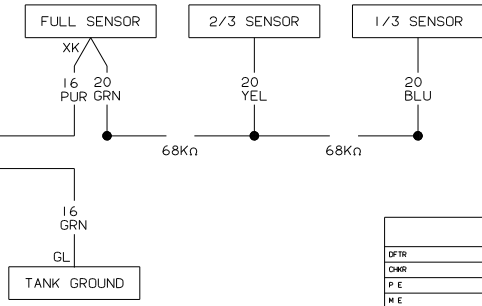 FULL SENSOR
2/3 SENSOR
1/3 SENSOR
XK
16
PUR
20
GRN
20
YEL
20
BLU
68KΩ
68KΩ
16
GRN
GL
TANK GROUND
DFTR
CHKR
P E
M E